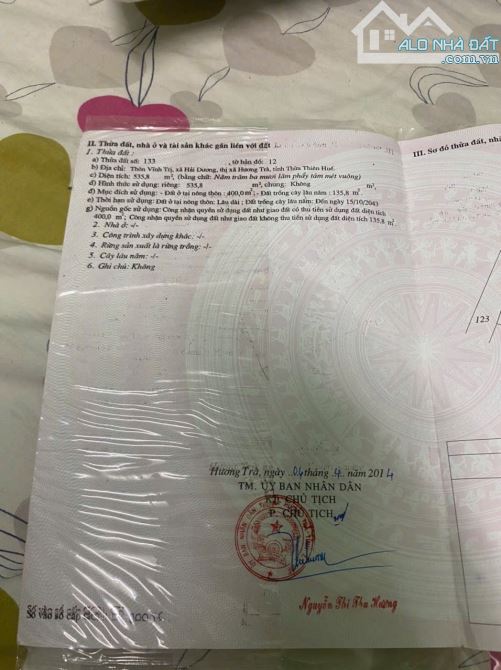 ALO NHÀ ĐẤT
.com.vn
II. Thửa đất, nhà ở và tài sản khác gắn liền với đất
1. Thửa đất:
a) Thửa đất số: 133 , tờ bản đồ: 12
b) Địa chỉ: Thôn Vĩnh Trị, xã Hải Dương, thị xã Hương Trà, tỉnh Thừa Thiên Huế.
c) Diện tích: 535,8 m², (bằng chữ: Năm trăm ba mươi lăm phẩy tám mét vuông)
d) Hình thức sử dụng: riêng: 535,8 m², chung: Không m²,
đ) Mục đích sử dụng: - Đất ở tại nông thôn: 400,0 m²; - Đất trồng cây lâu năm: 135,8 m².
e) Thời hạn sử dụng: Đất ở tại nông thôn: Lâu dài; Đất trồng cây lâu năm: Đến ngày 15/10/2043
g) Nguồn gốc sử dụng: Công nhận quyền sử dụng đất như giao đất có thu tiền sử dụng đất diện tích
400,0 m²; Công nhận quyền sử dụng đất như giao đất không thu tiền sử dụng đất diện tích 135,8 m².
2. Nhà ở: -/-
3. Công trình xây dựng khác: -/-
4. Rừng sản xuất là rừng trồng: -/-
5. Cây lâu năm: -/-
6. Ghi chú: Không
III. Sơ đồ thửa đất, nhà
123
Hương Trà, ngày 04 tháng 4 năm 2014
TM. ỦY BAN NHÂN DÂN
KT. CHỦ TỊCH
P. CHỦ TỊCH
Nguyễn Thị Thu Hương
Số vào sổ cấp